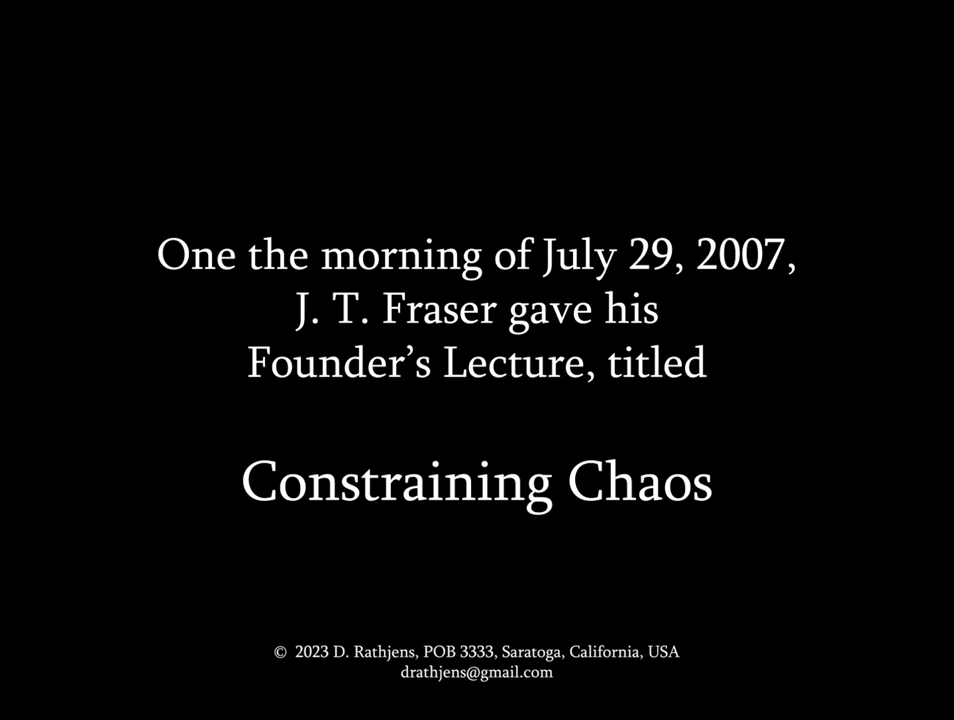 One the morning of July 29, 2007,
J. T. Fraser gave his
Founder’s Lecture, titled
Constraining Chaos
© 2023 D. Rathjens, POB 3333, Saratoga, California, USA
drathjens@gmail.com